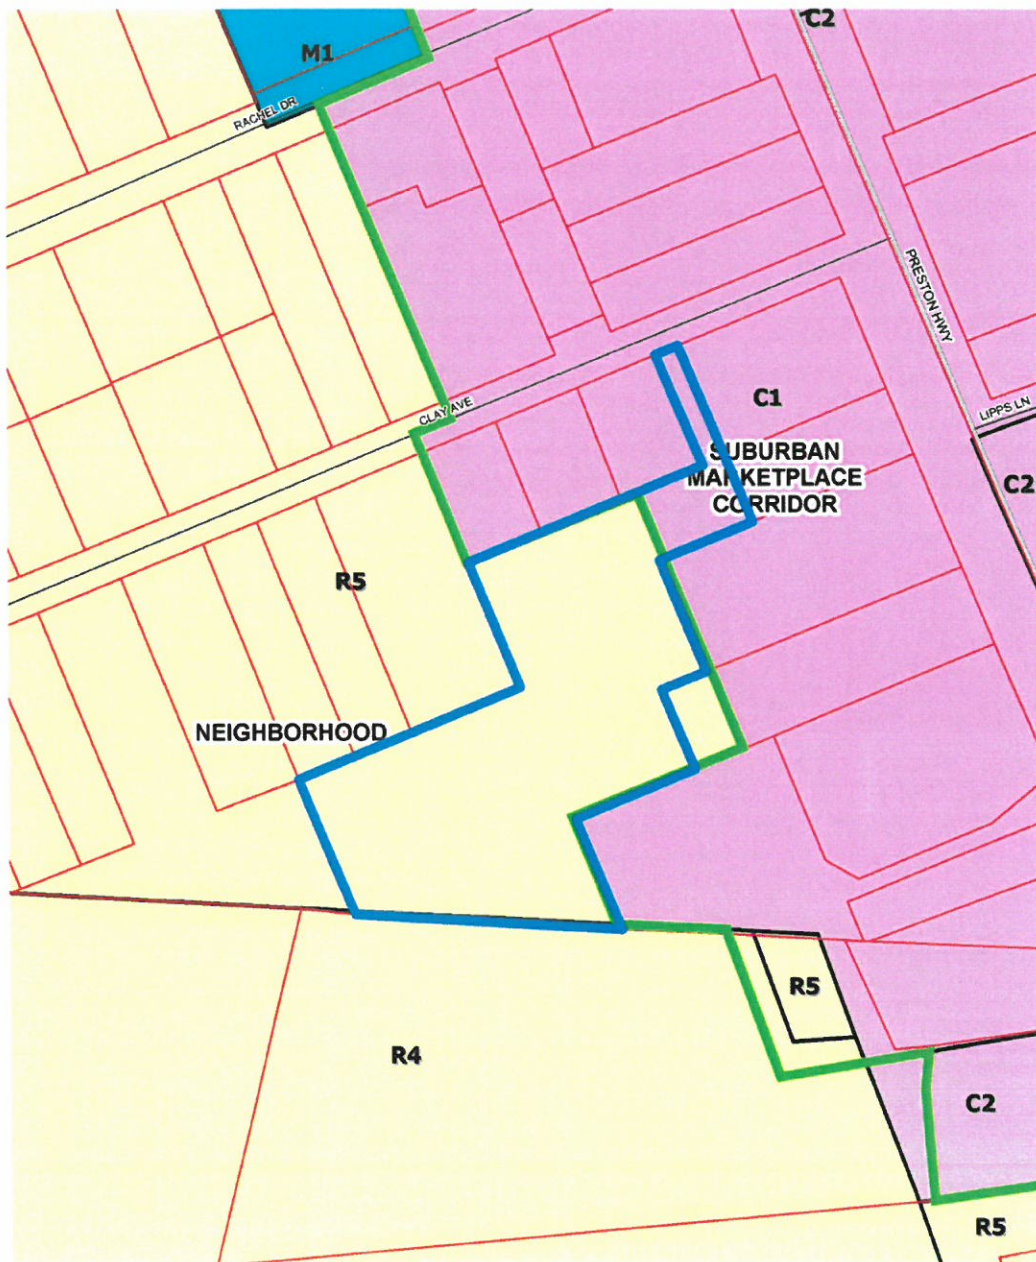 C2
M1
RACHEL DR
PRESTON HWY
CLAY AVE
C1
LIPPS LN
SUBURBAN
MARKETPLACE
CORRIDOR
C2
R5
NEIGHBORHOOD
R5
R4
C2
R5